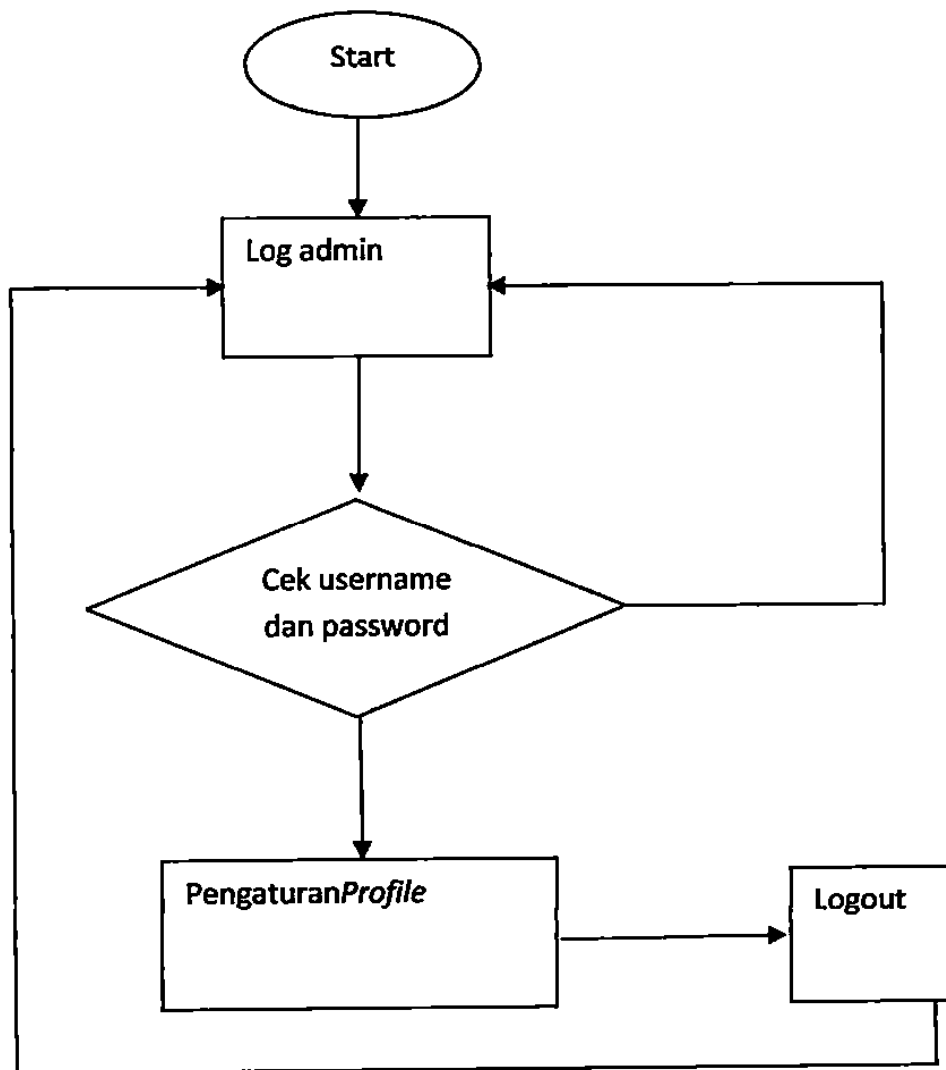 Start
Log admin
Cek username
dan password
PengaturanProfile
Logout